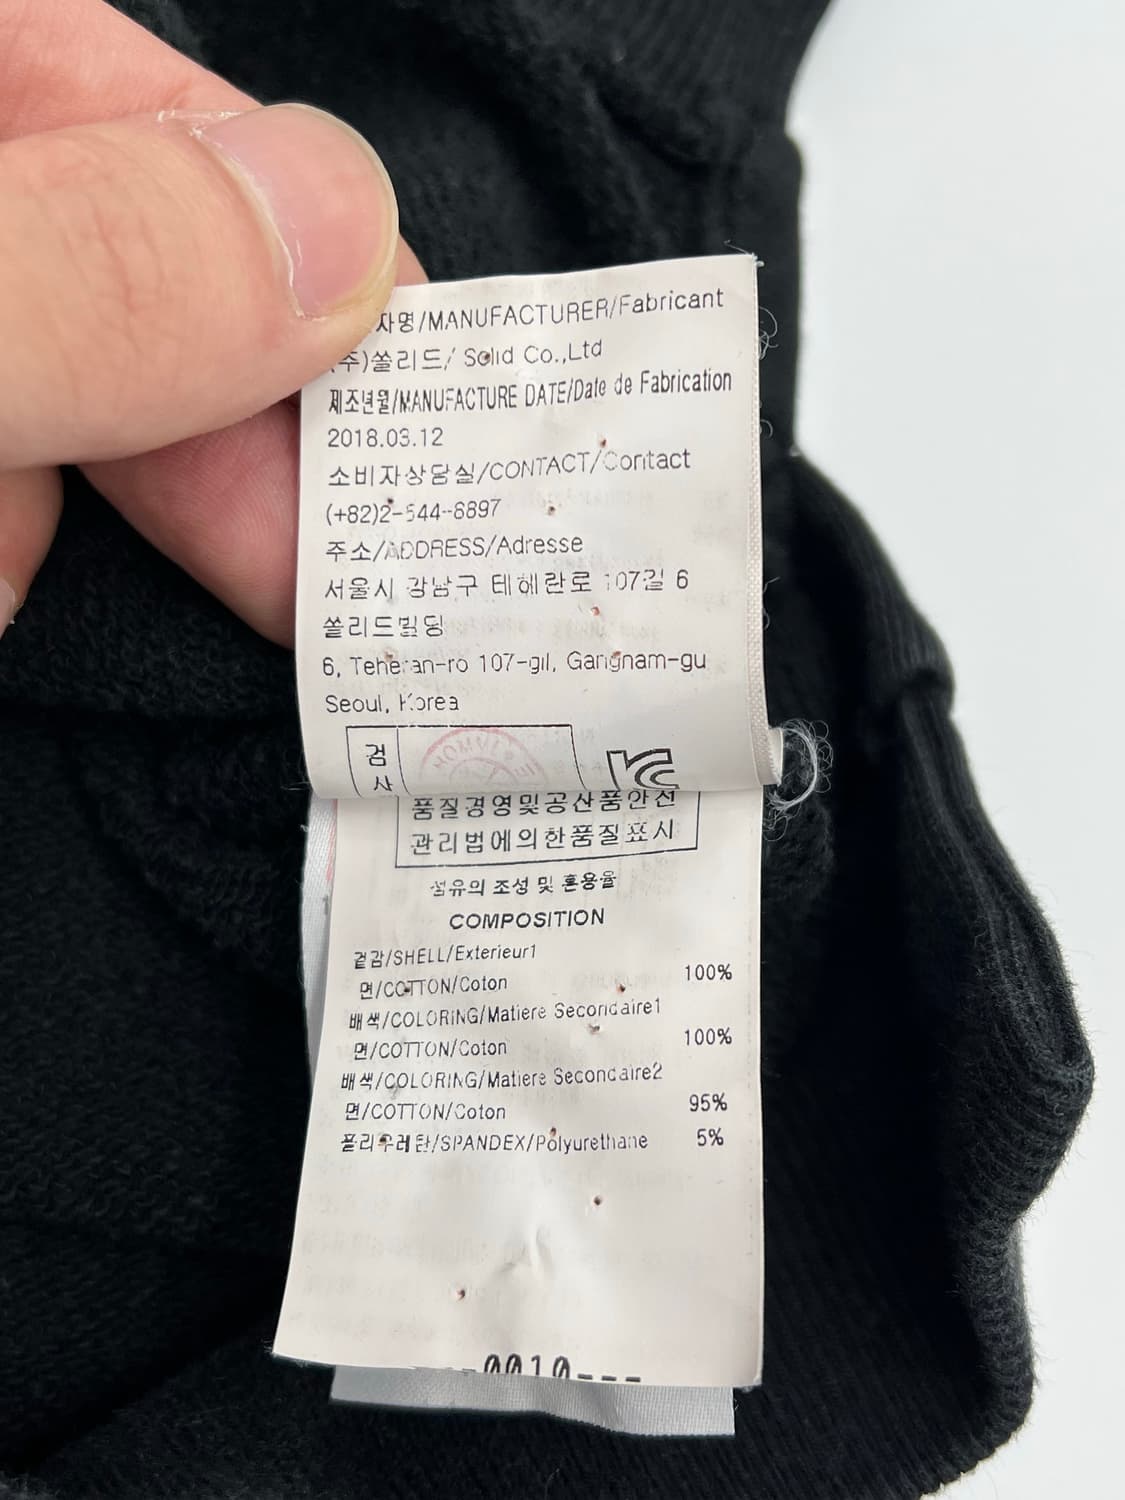 자명/MANUFACTURER/Fabricant
(주)쏠리드/ Solid Co.,Ltd
제조년월/MANUFACTURE DATE/Date de Fabrication
2018.03.12
소비자상담실/CONTACT/Contact
(+82)2-544-8897
주소/ADDRESS/Adresse
서울시 강남구 테헤란로 107길 6
쏠리드빌딩
6, Teheran-ro 107-gil, Gangnam-gu
Seoul, Korea
검
사
HOMME
품질경영및공산품안전
관리법에의한품질표시
섬유의 조성 및 혼용율
COMPOSITION
겉감/SHELL/Exterieur1
면/COTTON/Coton 100%
배색/COLORING/Matiere Secondaire1
면/COTTON/Coton 100%
배색/COLORING/Matiere Secondaire2
면/COTTON/Coton 95%
폴리우레탄/SPANDEX/Polyurethane 5%
0010---